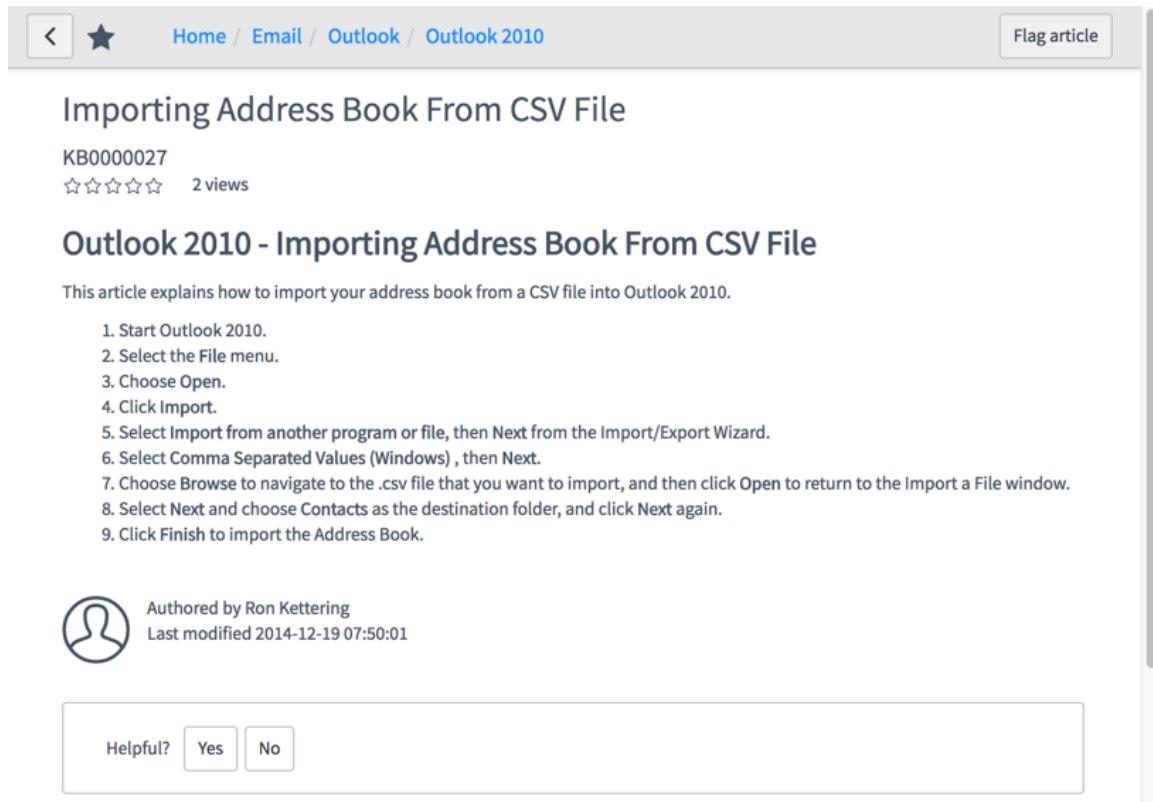 Home / Email / Outlook / Outlook 2010
Flag article
Importing Address Book From CSV File
KB0000027
2 views
Outlook 2010 - Importing Address Book From CSV File
This article explains how to import your address book from a CSV file into Outlook 2010.
1. Start Outlook 2010.
2. Select the File menu.
3. Choose Open.
4. Click Import.
5. Select Import from another program or file, then Next from the Import/Export Wizard.
6. Select Comma Separated Values (Windows) , then Next.
7. Choose Browse to navigate to the .csv file that you want to import, and then click Open to return to the Import a File window.
8. Select Next and choose Contacts as the destination folder, and click Next again.
9. Click Finish to import the Address Book.
Authored by Ron Kettering
Last modified 2014-12-19 07:50:01
Helpful? Yes No